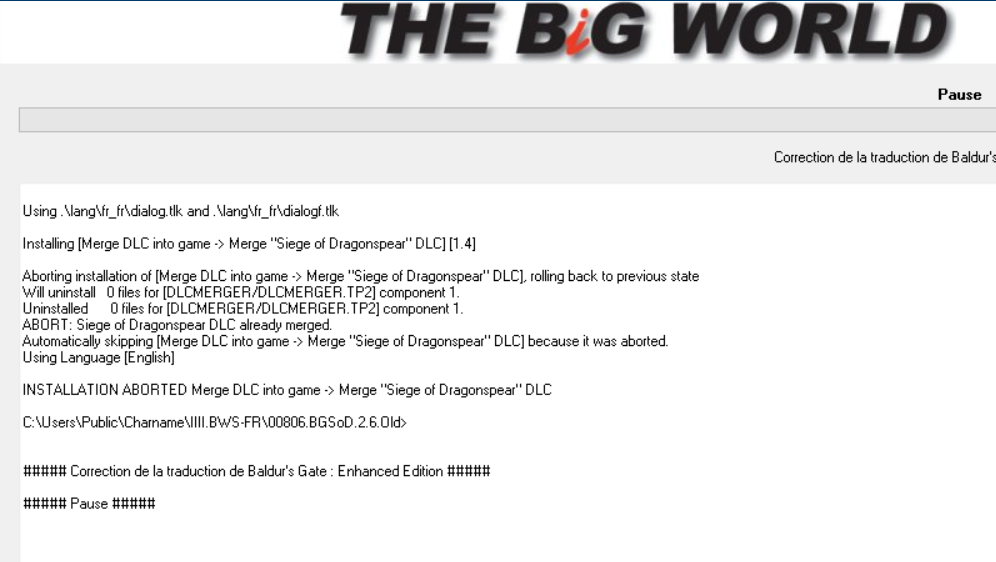 THE BiG WORLD
Pause
Correction de la traduction de Baldur's
Using .\lang\fr_fr\dialog.tlk and .\lang\fr_fr\dialogf.tlk
Installing [Merge DLC into game -> Merge "Siege of Dragonspear" DLC] [1.4]
Aborting installation of [Merge DLC into game -> Merge "Siege of Dragonspear" DLC], rolling back to previous state
Will uninstall 0 files for [DLCMERGER/DLCMERGER.TP2] component 1.
Uninstalled 0 files for [DLCMERGER/DLCMERGER.TP2] component 1.
ABORT: Siege of Dragonspear DLC already merged.
Automatically skipping [Merge DLC into game -> Merge "Siege of Dragonspear" DLC] because it was aborted.
Using Language [English]
INSTALLATION ABORTED Merge DLC into game -> Merge "Siege of Dragonspear" DLC
C:\Users\Public\Charname\IIII.BWS-FR\00806.BGSoD.2.6.Old>
##### Correction de la traduction de Baldur's Gate : Enhanced Edition #####
##### Pause #####